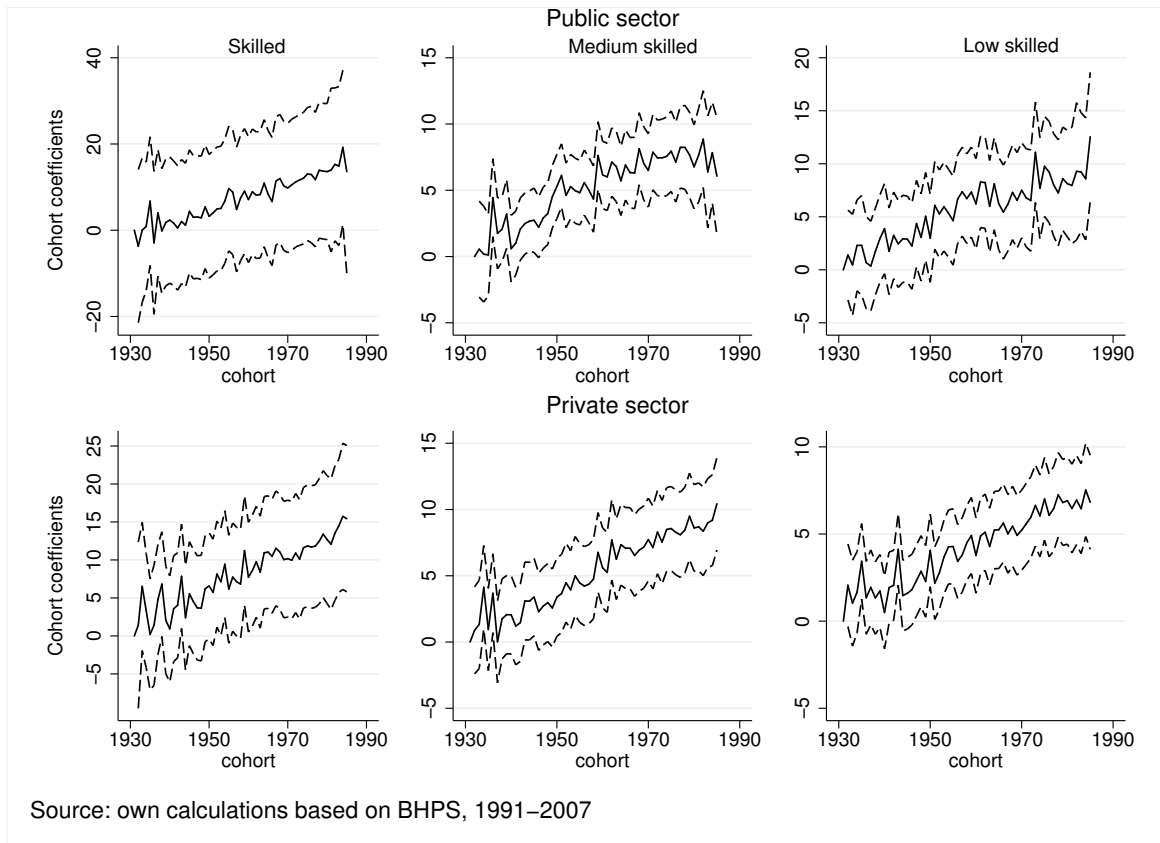 Public sector
Skilled Medium skilled Low skilled
Cohort coefficients
40
20
0
−20
1930 1950 1970 1990
cohort
15
10
5
0
−5
1930 1950 1970 1990
cohort
20
15
10
5
0
−5
1930 1950 1970 1990
cohort
Private sector
Cohort coefficients
25
20
15
10
5
0
−5
1930 1950 1970 1990
cohort
15
10
5
0
−5
1930 1950 1970 1990
cohort
10
5
0
−5
1930 1950 1970 1990
cohort
Source: own calculations based on BHPS, 1991−2007